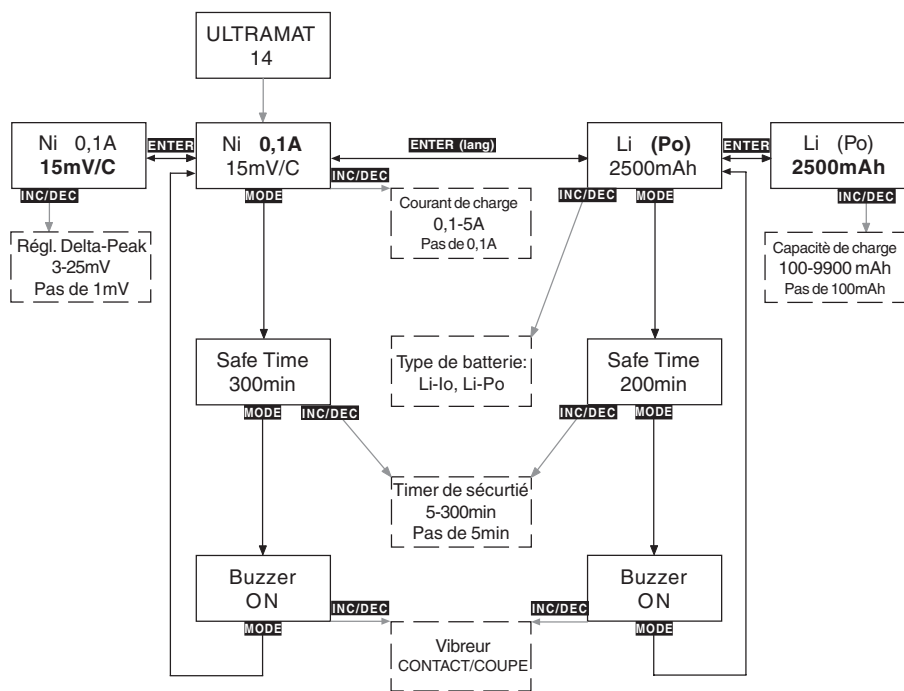 ULTRAMAT
14
Ni 0,1A
15mV/C
ENTER
Ni 0,1A
15mV/C
ENTER (lang)
Li (Po)
2500mAh
ENTER
Li (Po)
2500mAh
INC/DEC
MODE
INC/DEC
INC/DEC
MODE
INC/DEC
Régl. Delta-Peak
3-25mV
Pas de 1mV
Courant de charge
0,1-5A
Pas de 0,1A
Capacitè de charge
100-9900 mAh
Pas de 100mAh
Safe Time
300min
Type de batterie:
Li-Io, Li-Po
Safe Time
200min
MODE
INC/DEC
INC/DEC
MODE
Timer de sécurtié
5-300min
Pas de 5min
Buzzer
ON
Buzzer
ON
INC/DEC
INC/DEC
MODE
MODE
Vibreur
CONTACT/COUPE